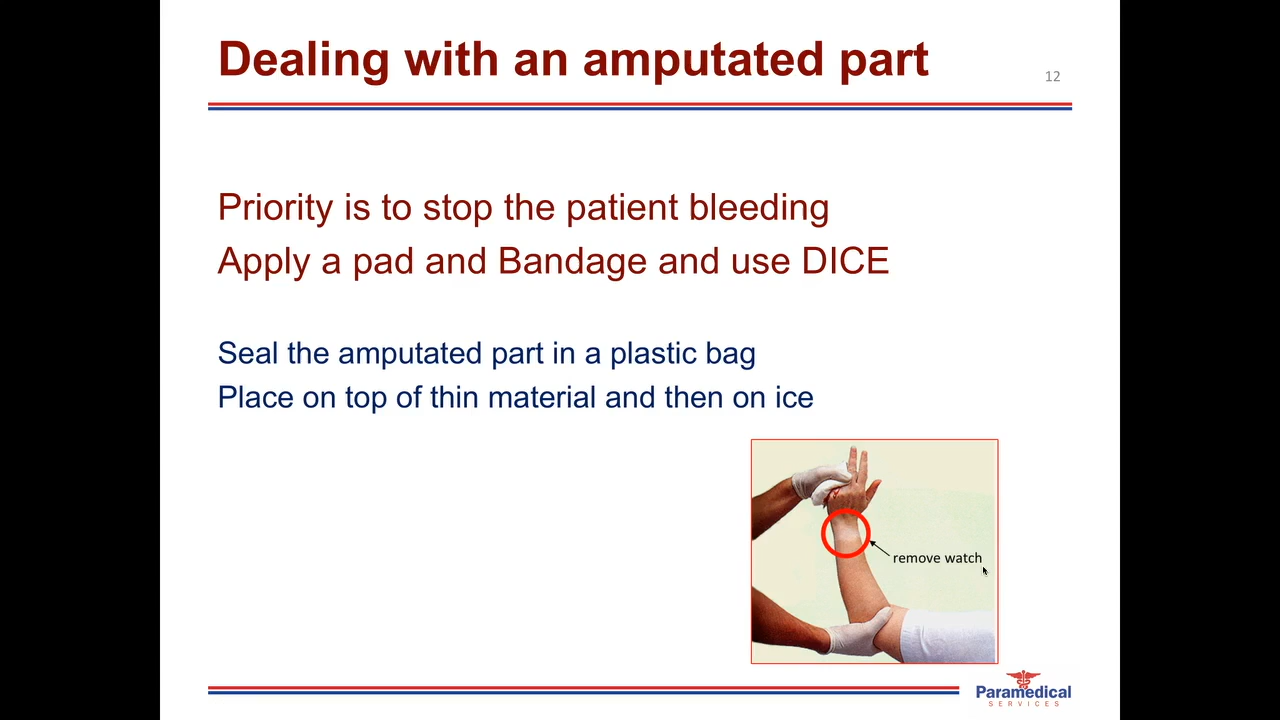 Dealing with an amputated part
12
Priority is to stop the patient bleeding
Apply a pad and Bandage and use DICE
Seal the amputated part in a plastic bag
Place on top of thin material and then on ice
remove watch
Paramedical
SERVICES